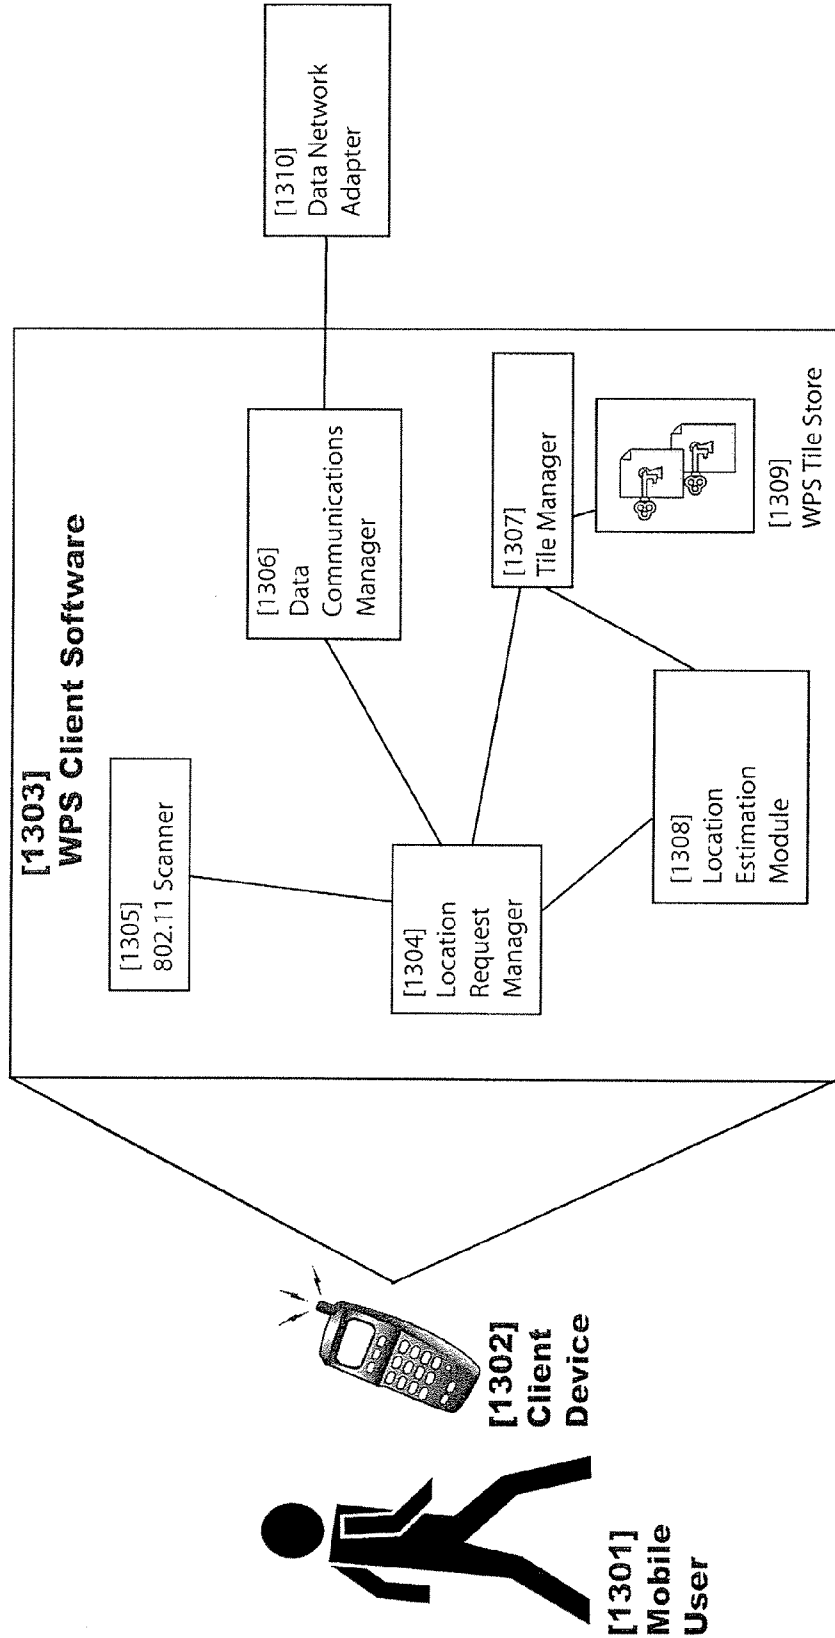 [1303]
WPS Client Software
[1305]
802.11 Scanner
[1304]
Location
Request
Manager
[1306]
Data
Communications
Manager
[1310]
Data Network
Adapter
[1307]
Tile Manager
[1308]
Location
Estimation
Module
[1309]
WPS Tile Store
[1302]
Client
Device
[1301]
Mobile
User